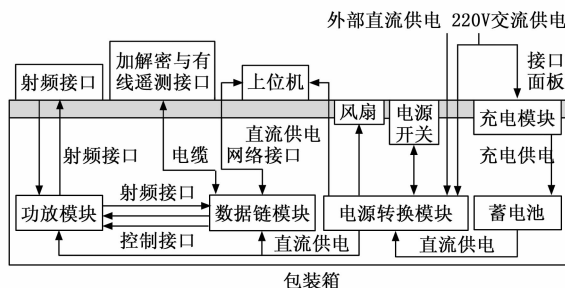 外部直流供电 220V交流供电
射频接口
加解密与有
线遥测接口
上位机
接口
面板
风扇
电源
开关
充电模块
射频接口
电缆
直流供电
网络接口
充电供电
射频接口
功放模块
数据链模块
电源转换模块
蓄电池
控制接口
直流供电
直流供电
包装箱